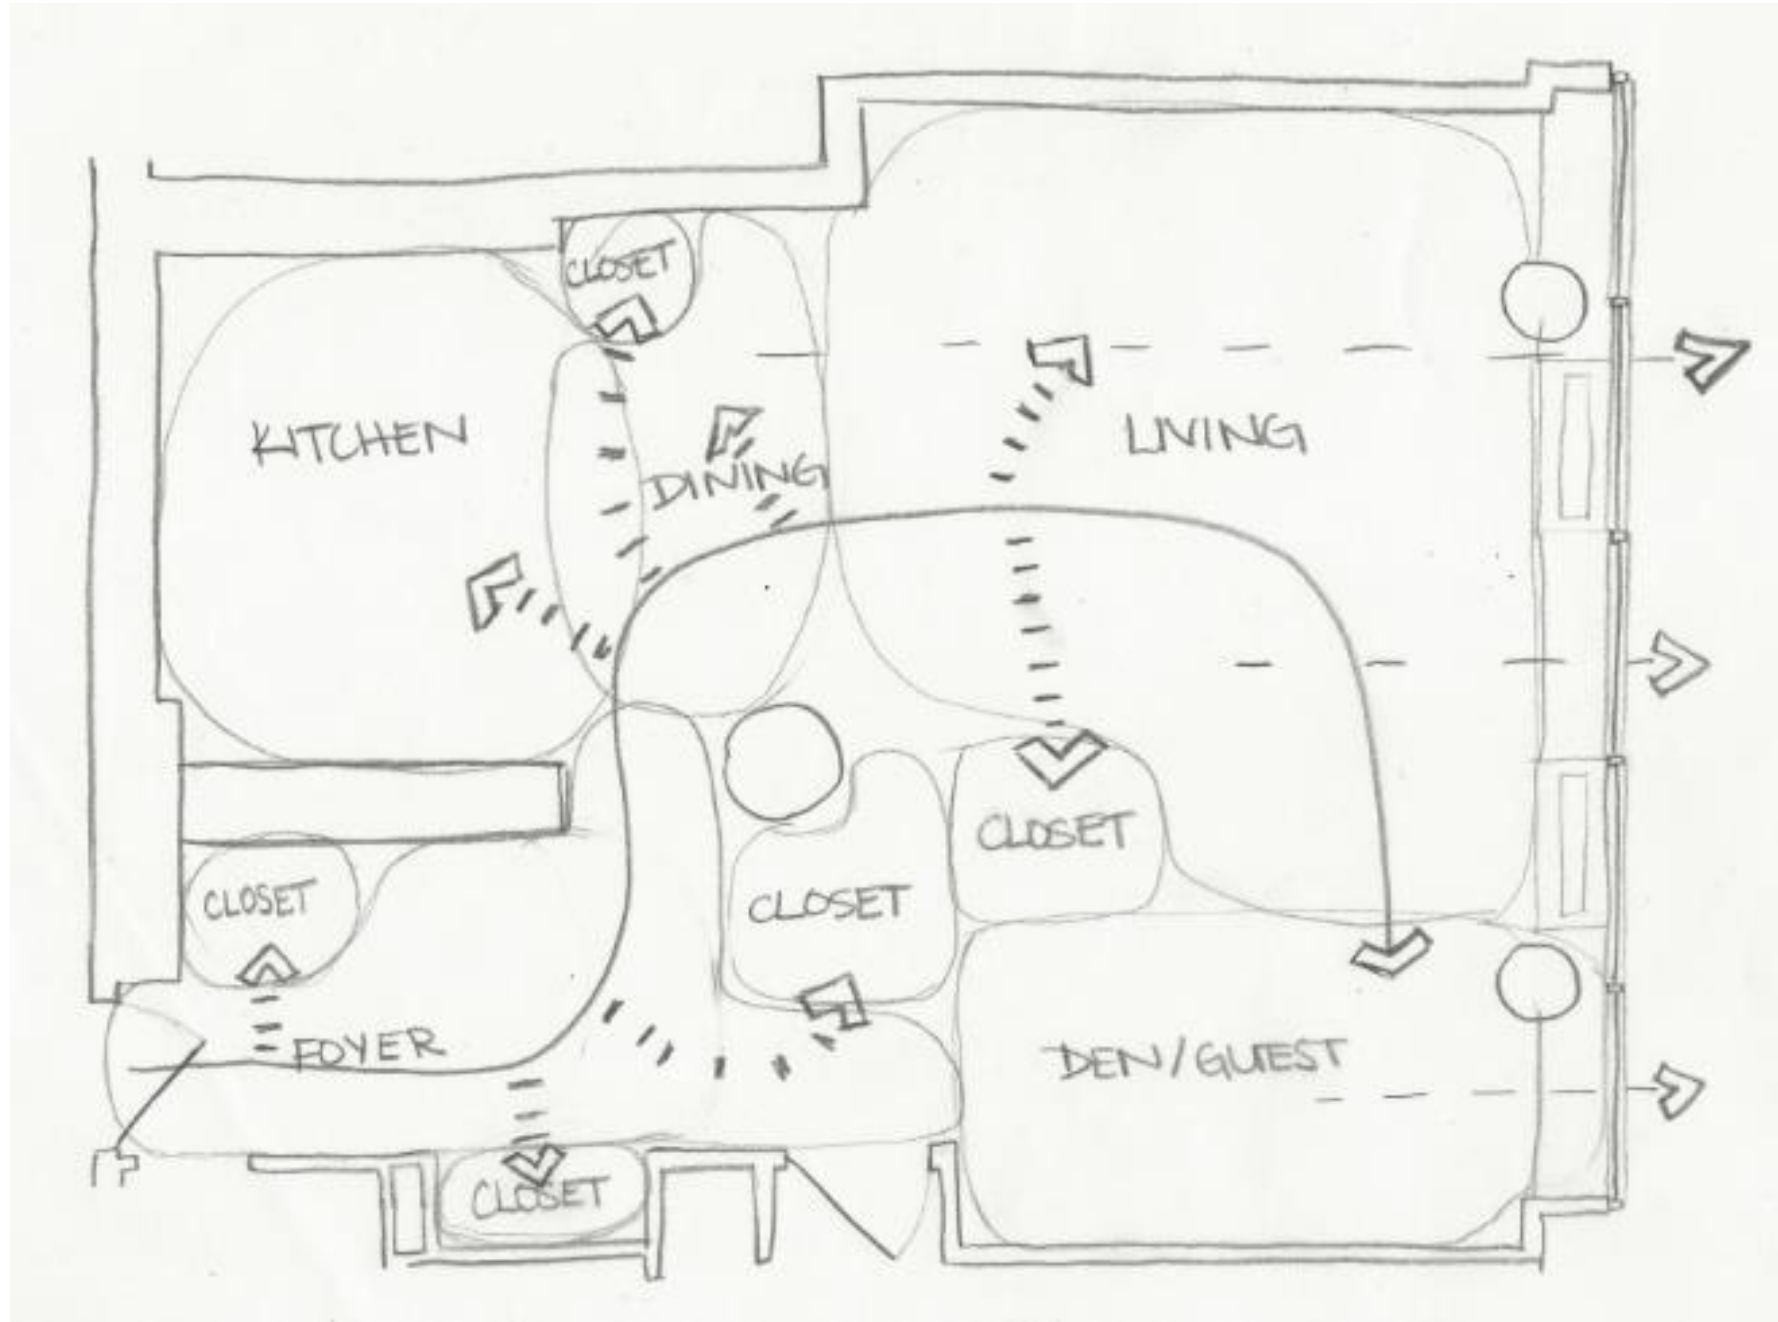 CLOSET
KITCHEN
DINING
LIVING
CLOSET
CLOSET
CLOSET
FOYER
DEN/GUEST
CLOSET